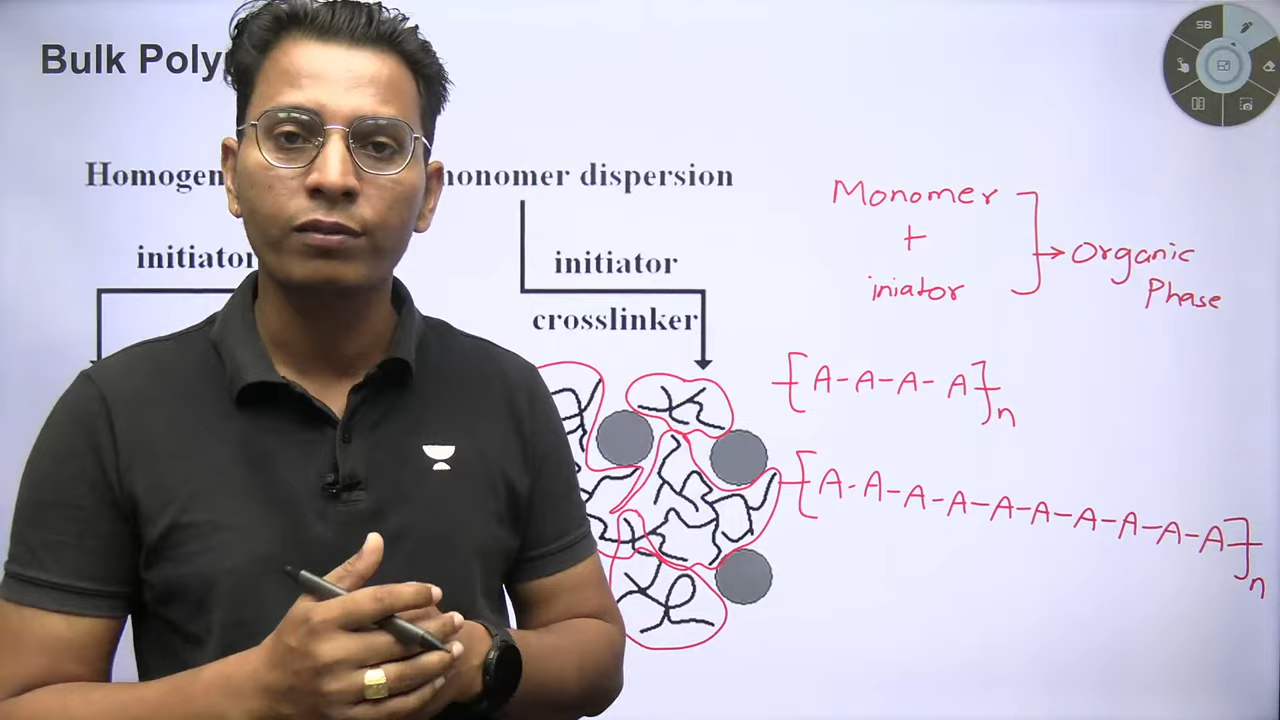 Bulk Poly
SB
Homogen
monomer dispersion
initiator
initiator
crosslinker
Monomer
+
iniator
Organic
Phase
[A-A-A-A]n
[A-A-A-A-A-A-A-A-A-A]n